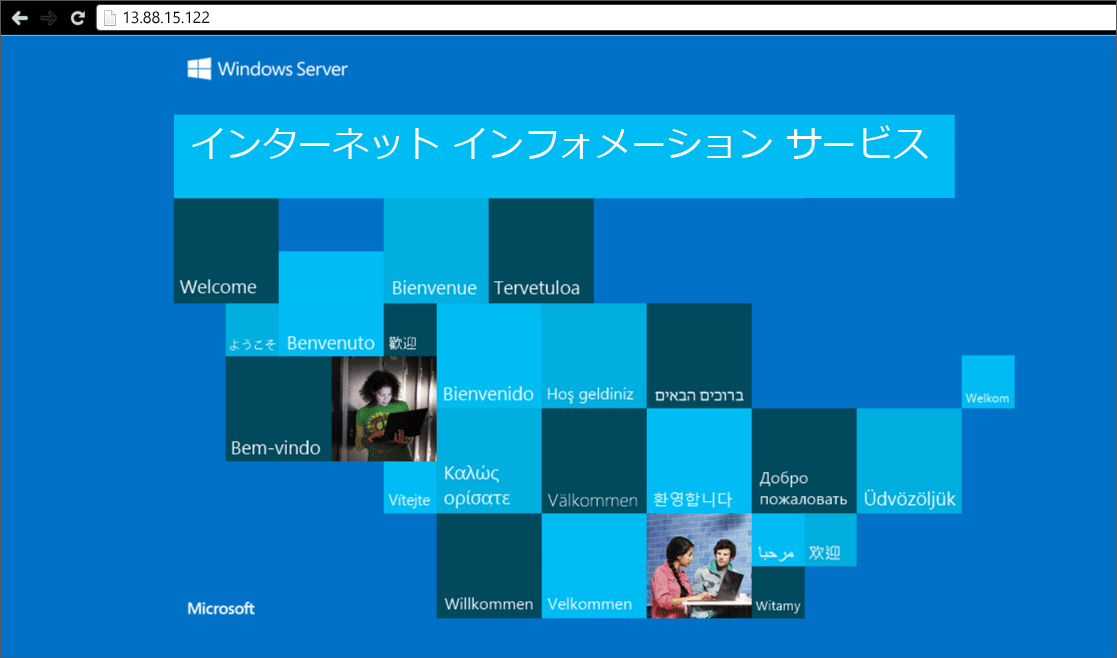 13.88.15.122
Windows Server
インターネット インフォメーション サービス
Welcome
Bienvenue
Tervetuloa
ようこそ
Benvenuto
歡迎
Bienvenido
Hoş geldiniz
ברוכים הבאים
Welkom
Bem-vindo
Vítejte
Καλώς
ορίσατε
Välkommen
환영합니다
Добро
пожаловать
Üdvözöljük
مرحبا
欢迎
Willkommen
Velkommen
Witamy
Microsoft